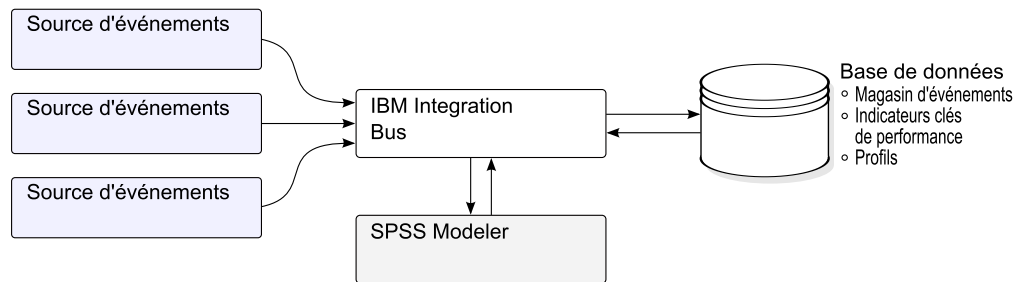 Source d'événements
Source d'événements
Source d'événements
IBM Integration
Bus
SPSS Modeler
Base de données
Magasin d'événements
Indicateurs clés
de performance
Profils